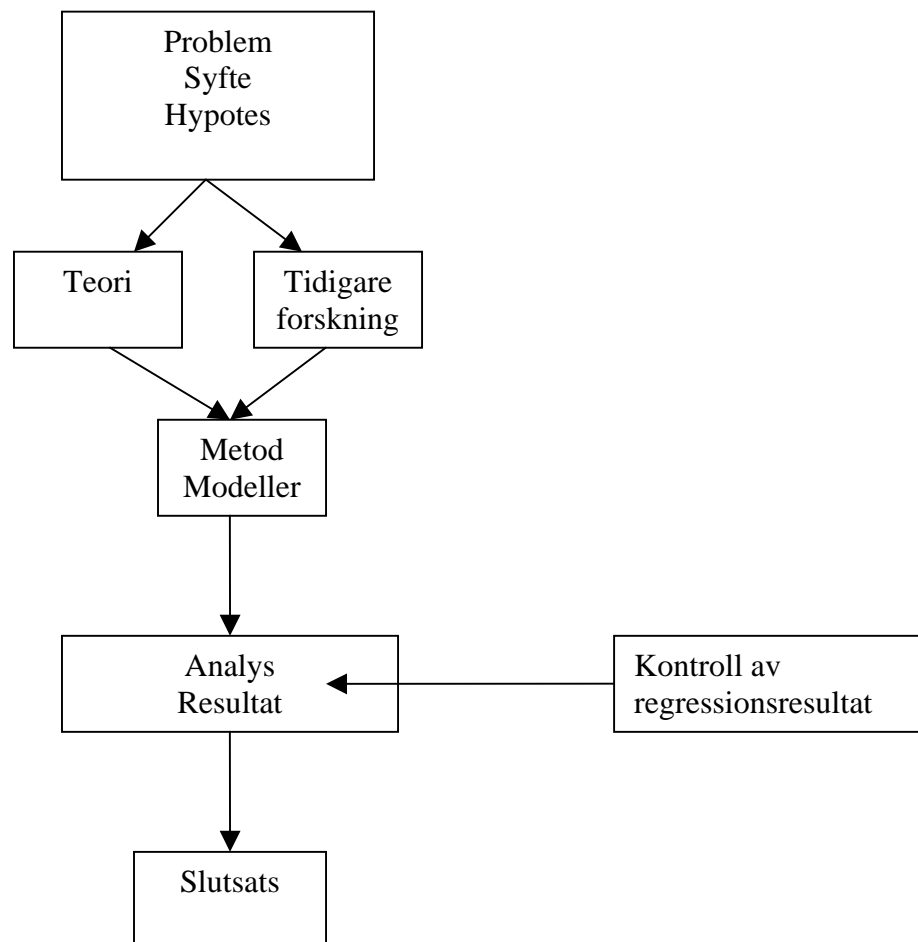 Problem
Syfte
Hypotes
Teori
Tidigare
forskning
Metod
Modeller
Analys
Resultat
Kontroll av
regressionsresultat
Slutsats